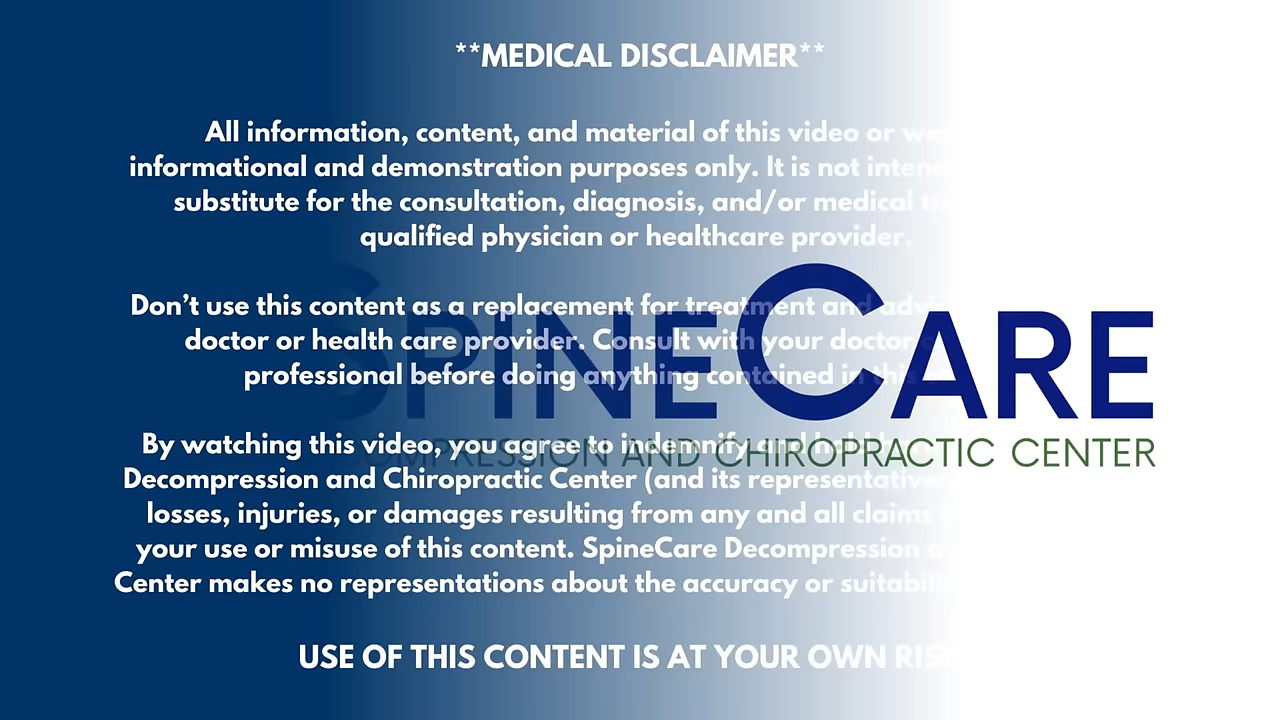 **MEDICAL DISCLAIMER**
All information, content, and material of this video or
informational and demonstration purposes only. It is not
substitute for the consultation, diagnosis, and/or medical
qualified physician or healthcare provider.
Don't use this content as a replacement for treatment and
doctor or health care provider. Consult with your doctor
professional before doing anything contained in this
By watching this video, you agree to indemnify and hold
Decompression and Chiropractic Center (and its
losses, injuries, or damages resulting from any and all claims
your use or misuse of this content. SpineCare Decompression
Center makes no representations about the accuracy or
USE OF THIS CONTENT IS AT YOUR OWN
SPINECARE
AND CHIROPRACTIC CENTER